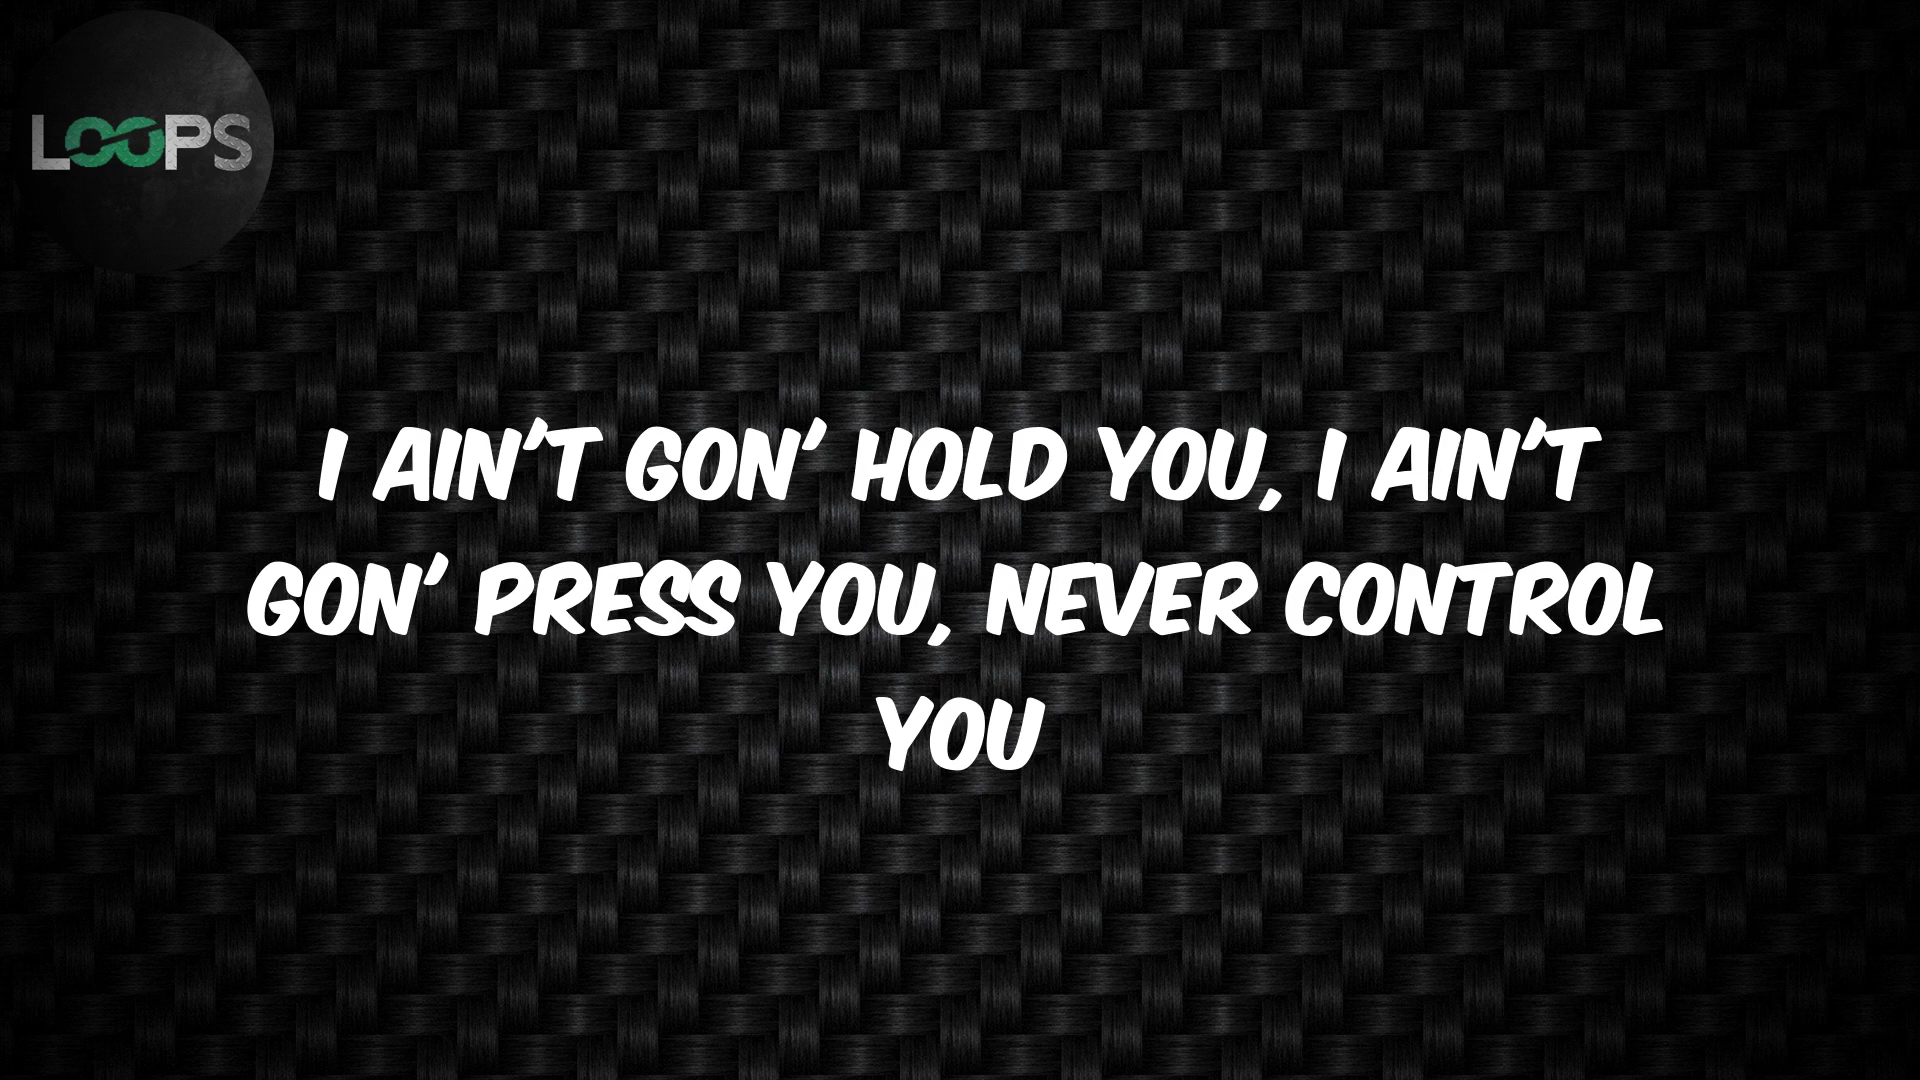 LOOPS
I AIN'T GON' HOLD YOU, I AIN'T
GON' PRESS YOU, NEVER CONTROL
YOU